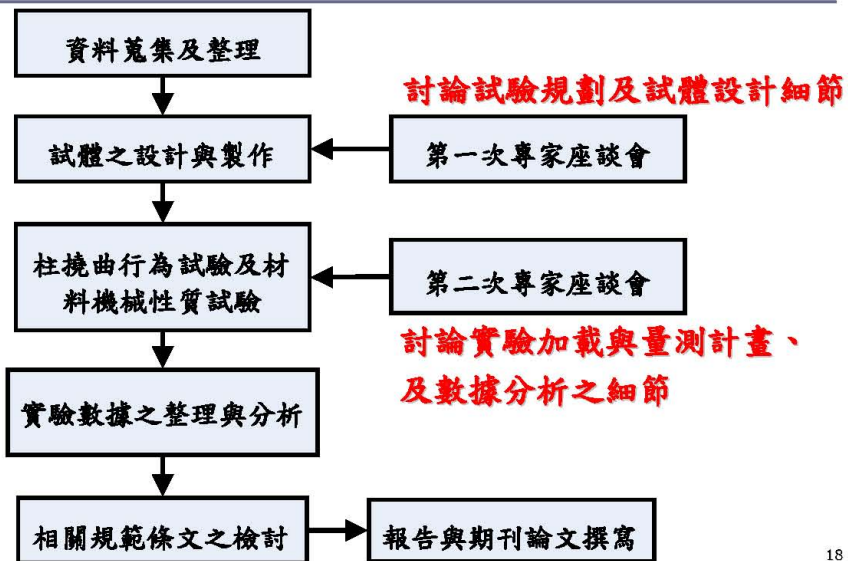 資料蒐集及整理
討論試驗規劃及試體設計細節
試體之設計與製作
第一次專家座談會
柱撓曲行為試驗及材
料機械性質試驗
第二次專家座談會
討論實驗加載與量測計畫、
及數據分析之細節
實驗數據之整理與分析
相關規範條文之檢討
報告與期刊論文撰寫
18